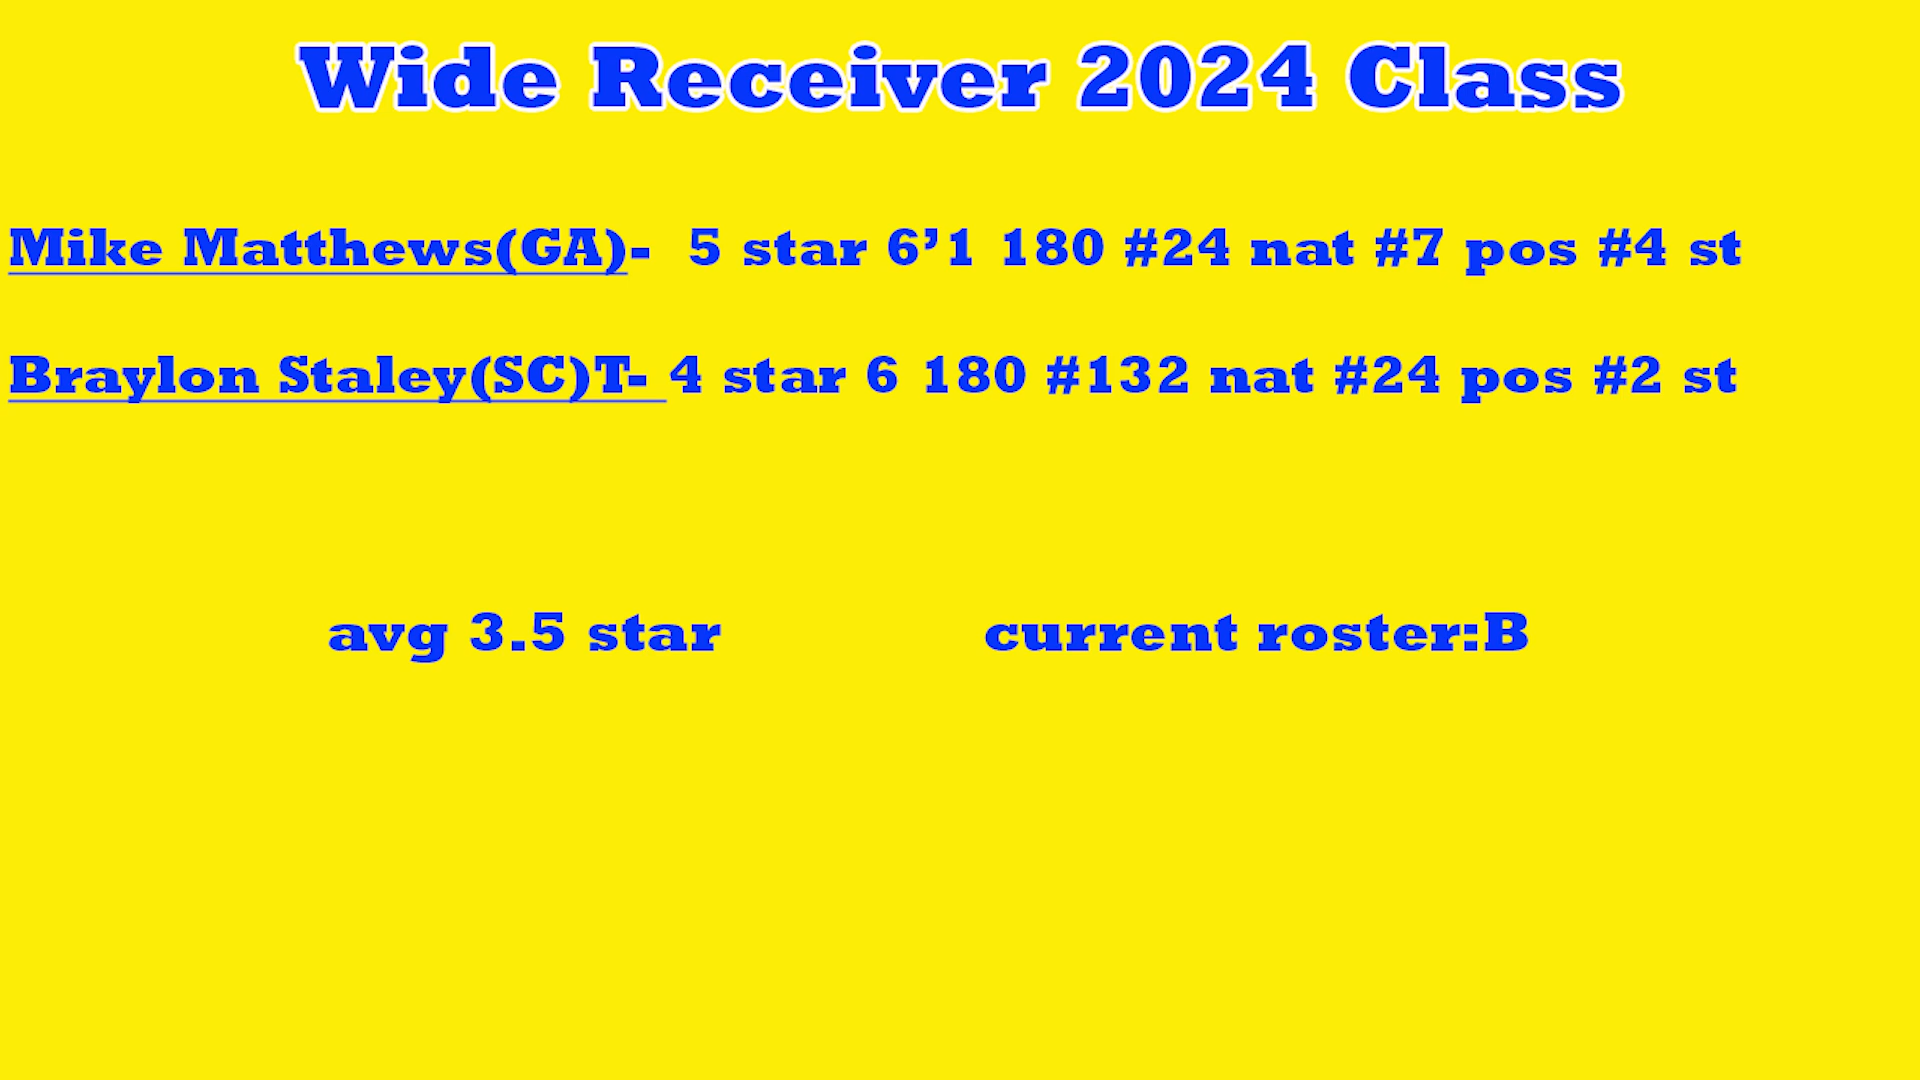 Wide Receiver 2024 Class
Mike Matthews(GA)- 5 star 6’1 180 #24 nat #7 pos #4 st
Braylon Staley(SC)T- 4 star 6 180 #132 nat #24 pos #2 st
avg 3.5 star current roster:B